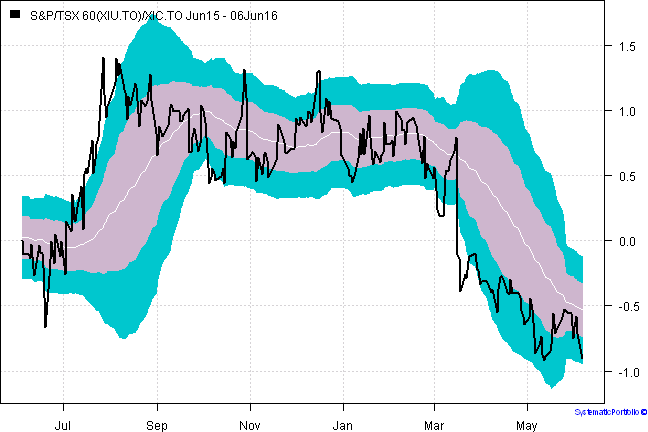 S&P/TSX 60(XIU.TO)/XIC.TO Jun15 - 06Jun16
1.5
1.0
0.5
0.0
-0.5
-1.0
Jul Sep Nov Jan Mar May
SystematicPortfolio ©